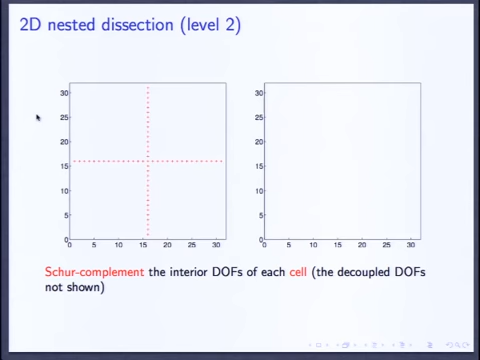 2D nested dissection (level 2)
30
25
20
15
10
5
0
5 10 15 20 25 30
30
25
20
15
10
5
0
0 5 10 15 20 25 30
Schur-complement the interior DOFs of each cell (the decoupled DOFs
not shown)